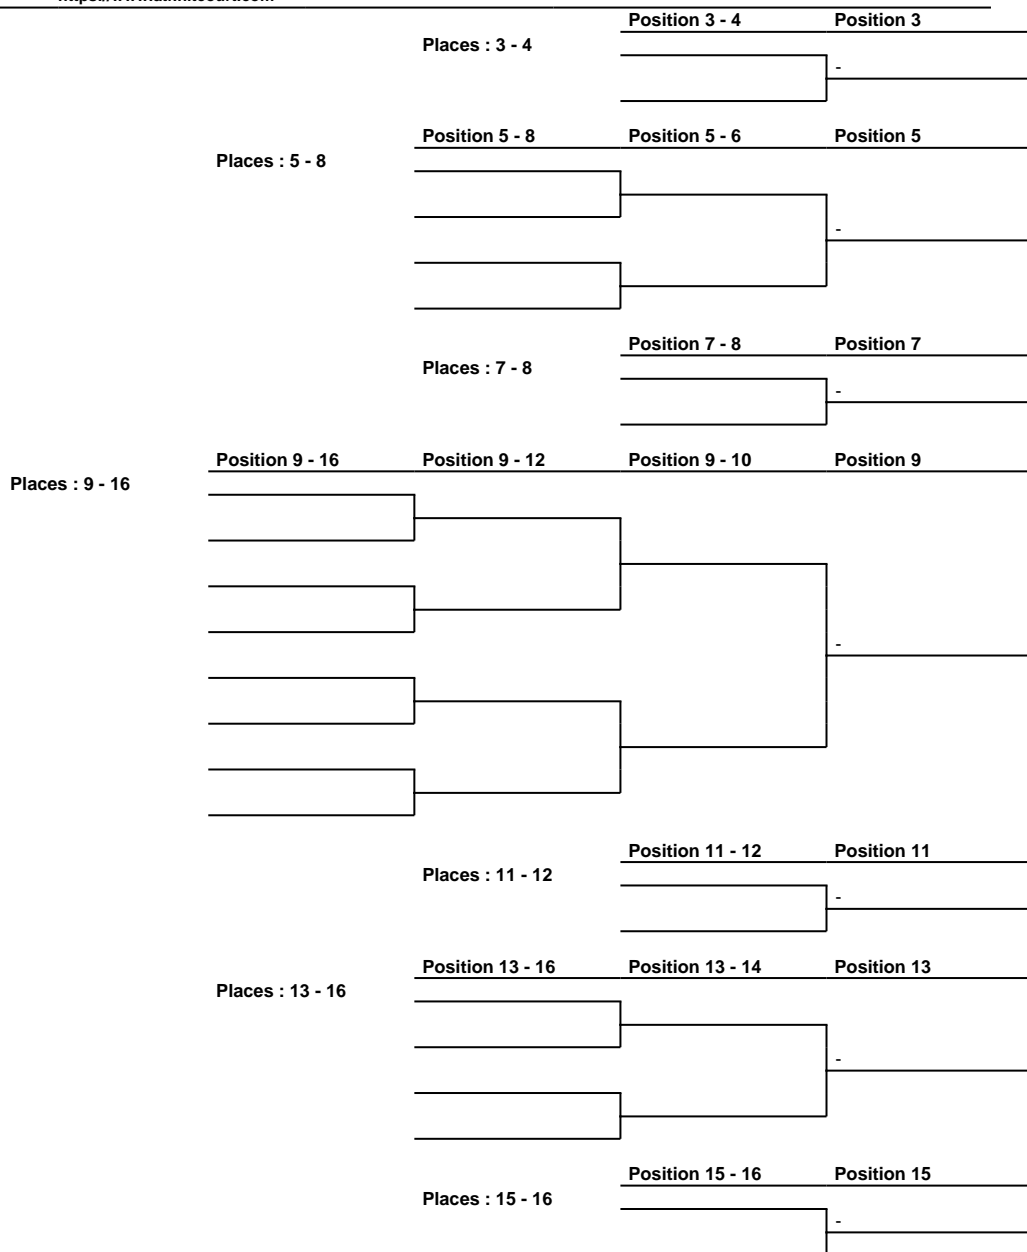 Position 3 - 4 Position 3
Places : 3 - 4
-
Position 5 - 8 Position 5 - 6 Position 5
Places : 5 - 8
-
Position 7 - 8 Position 7
Places : 7 - 8
-
Position 9 - 16 Position 9 - 12 Position 9 - 10 Position 9
Places : 9 - 16
-
Position 11 - 12 Position 11
Places : 11 - 12
-
Position 13 - 16 Position 13 - 14 Position 13
Places : 13 - 16
-
Position 15 - 16 Position 15
Places : 15 - 16
-